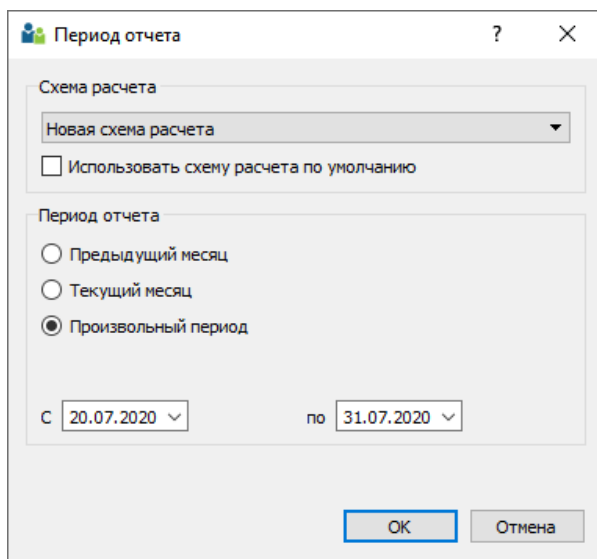 Период отчета
?
Схема расчета
Новая схема расчета
Использовать схему расчета по умолчанию
Период отчета
Предыдущий месяц
Текущий месяц
Произвольный период
С 20.07.2020 по 31.07.2020
OK Отмена